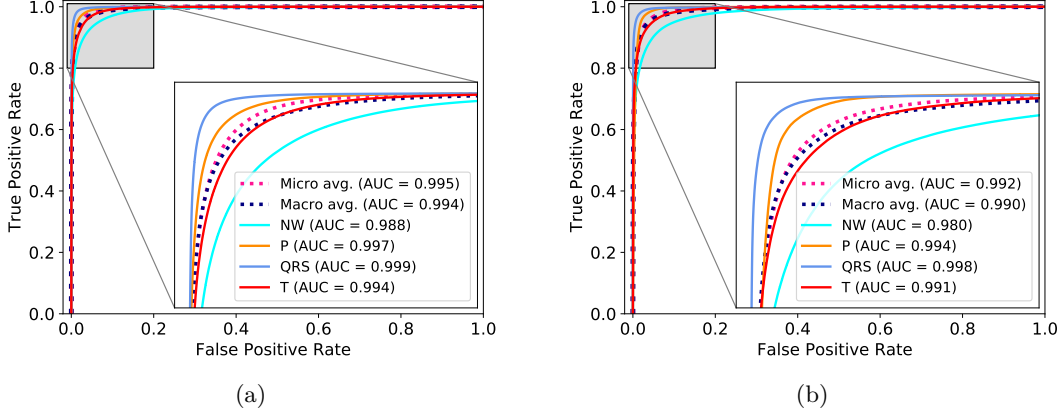 1.0
0.8
0.6
0.4
0.2
0.0
True Positive Rate
Micro avg. (AUC = 0.995)
Macro avg. (AUC = 0.994)
NW (AUC = 0.988)
P (AUC = 0.997)
QRS (AUC = 0.999)
T (AUC = 0.994)
0.0 0.2 0.4 0.6 0.8 1.0
False Positive Rate
(a)
1.0
0.8
0.6
0.4
0.2
0.0
True Positive Rate
Micro avg. (AUC = 0.992)
Macro avg. (AUC = 0.990)
NW (AUC = 0.980)
P (AUC = 0.994)
QRS (AUC = 0.998)
T (AUC = 0.991)
0.0 0.2 0.4 0.6 0.8 1.0
False Positive Rate
(b)